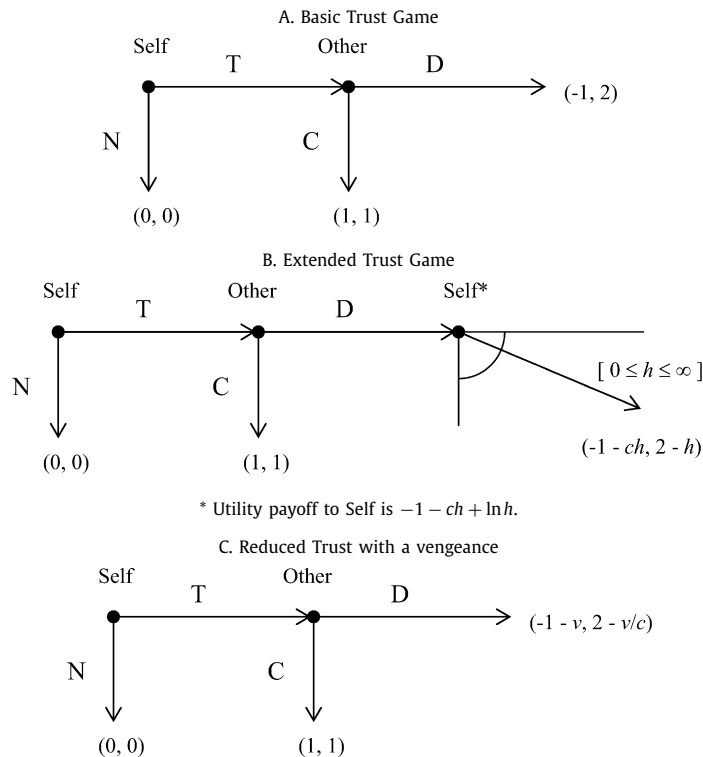 A. Basic Trust Game
Self Other
T D
(-1, 2)
N C
(0, 0) (1, 1)
B. Extended Trust Game
Self Other Self*
T D
[ 0 ≤ h ≤ ∞ ]
N C
(-1 - ch, 2 - h)
(0, 0) (1, 1)
* Utility payoff to Self is −1 − ch + ln h.
C. Reduced Trust with a vengeance
Self Other
T D
(-1 - v, 2 - v/c)
N C
(0, 0) (1, 1)